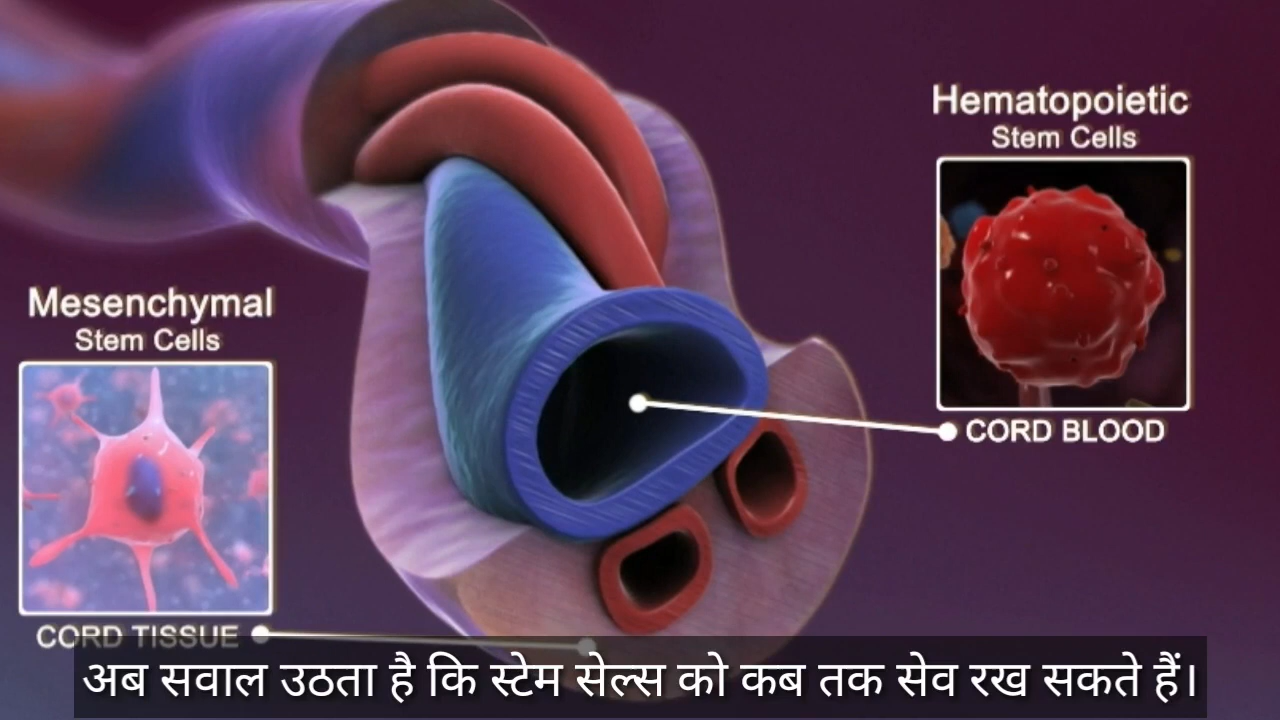 Hematopoietic
Stem Cells
CORD BLOOD
Mesenchymal
Stem Cells
CORD TISSUE
अब सवाल उठता है कि स्टेम सेल्स को कब तक सेव रख सकते हैं।